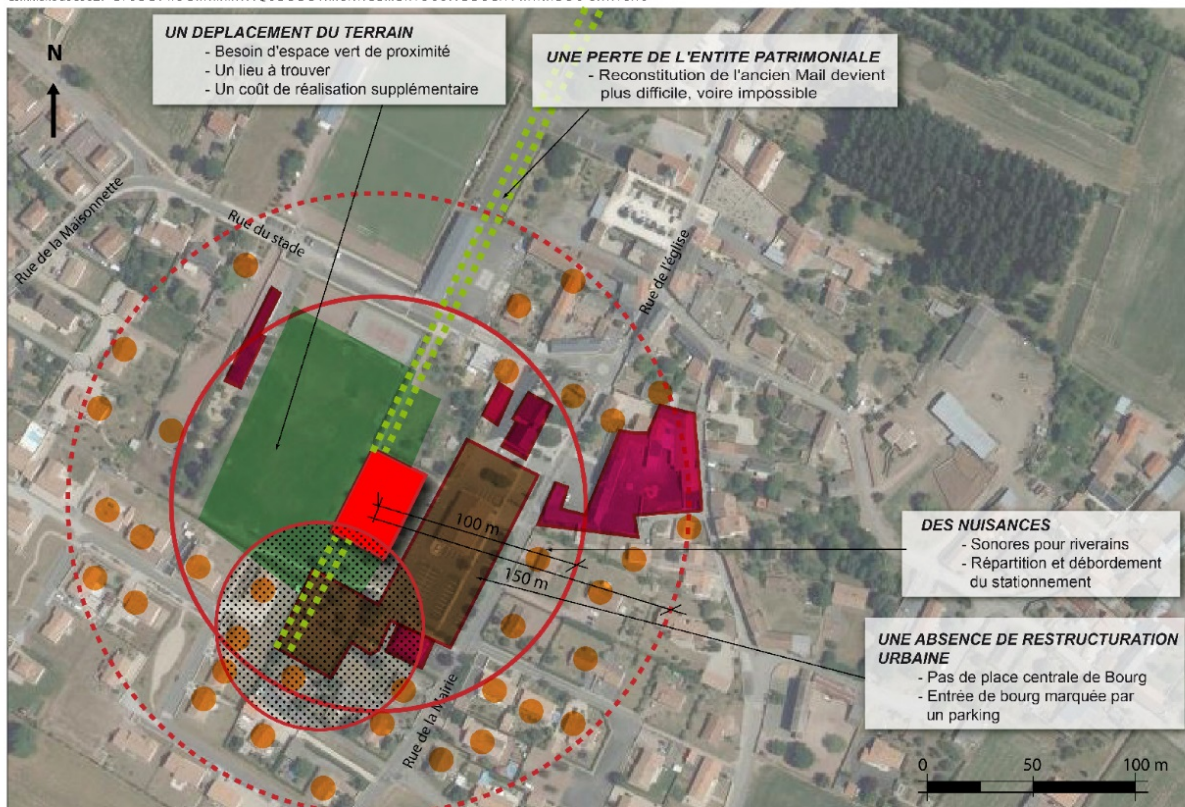 UN DEPLACEMENT DU TERRAIN
- Besoin d'espace vert de proximité
- Un lieu à trouver
- Un coût de réalisation supplémentaire
UNE PERTE DE L'ENTITE PATRIMONIALE
- Reconstitution de l'ancien Mail devient
plus difficile, voire impossible
N
Rue de la Maisonnette
Rue du stade
Rue de l'église
100 m
150 m
DES NUISANCES
- Sonores pour riverains
- Répartition et débordement
du stationnement
UNE ABSENCE DE RESTRUCTURATION
URBAINE
- Pas de place centrale de Bourg
- Entrée de bourg marquée par
un parking
Rue de la Mairie
0 50 100 m